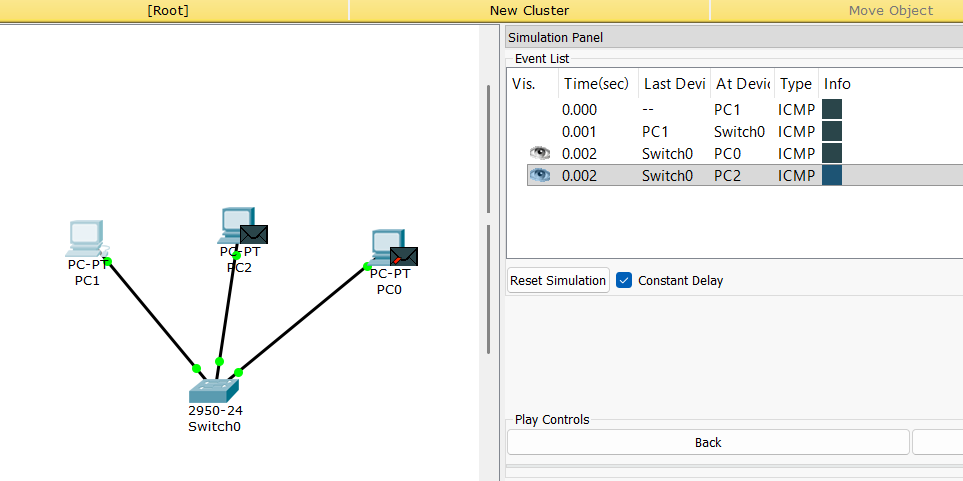 [Root] New Cluster Move Object
Simulation Panel
Event List
Vis. Time(sec) Last Devi At Devic Type Info
0.000 -- PC1 ICMP
0.001 PC1 Switch0 ICMP
0.002 Switch0 PC0 ICMP
0.002 Switch0 PC2 ICMP
Reset Simulation Constant Delay
Play Controls
Back
PC-PT
PC1
PC-PT
PC2
PC-PT
PC0
2950-24
Switch0